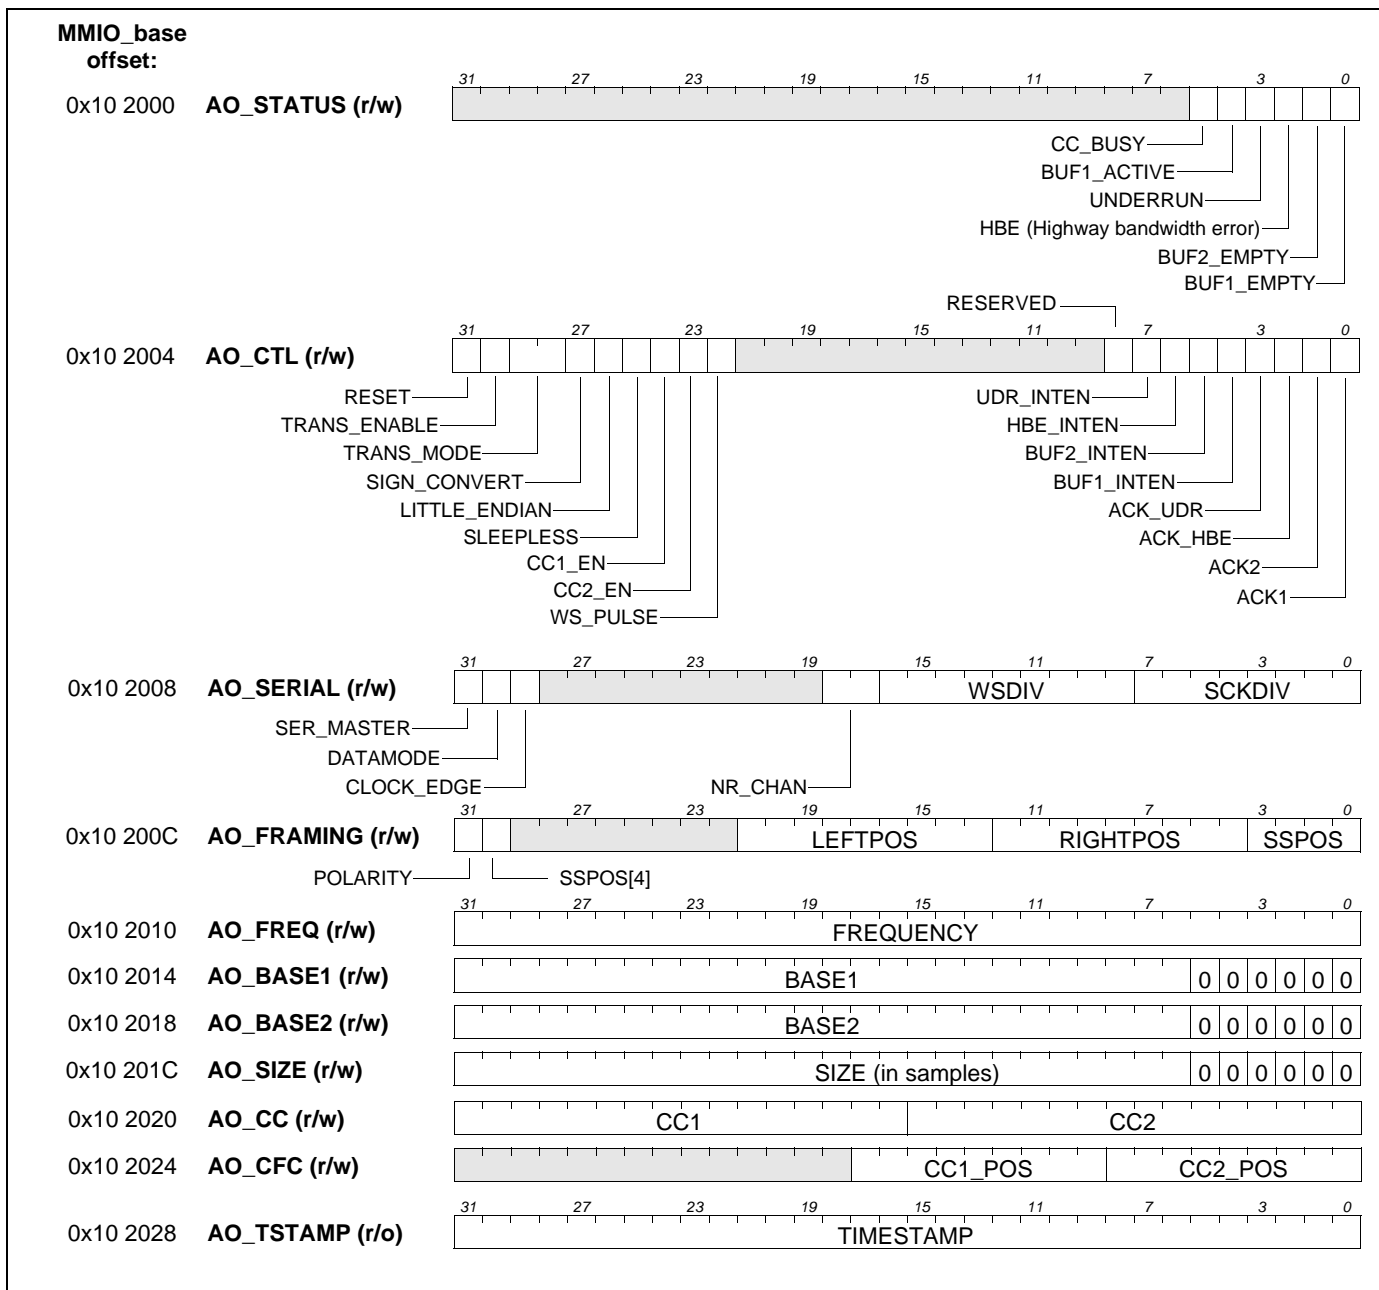 MMIO_base
offset:
31 27 23 19 15 11 7 3 0
0x10 2000 AO_STATUS (r/w)
CC_BUSY
BUF1_ACTIVE
UNDERRUN
HBE (Highway bandwidth error)
BUF2_EMPTY
BUF1_EMPTY
RESERVED
31 27 23 19 15 11 7 3 0
0x10 2004 AO_CTL (r/w)
RESET UDR_INTEN
TRANS_ENABLE HBE_INTEN
TRANS_MODE BUF2_INTEN
SIGN_CONVERT BUF1_INTEN
LITTLE_ENDIAN ACK_UDR
SLEEPLESS ACK_HBE
CC1_EN ACK2
CC2_EN ACK1
WS_PULSE
31 27 23 19 15 11 7 3 0
0x10 2008 AO_SERIAL (r/w) WSDIV SCKDIV
SER_MASTER
DATAMODE
CLOCK_EDGE NR_CHAN
31 27 23 19 15 11 7 3 0
0x10 200C AO_FRAMING (r/w) LEFTPOS RIGHTPOS SSPOS
POLARITY SSPOS[4]
31 27 23 19 15 11 7 3 0
0x10 2010 AO_FREQ (r/w) FREQUENCY
0x10 2014 AO_BASE1 (r/w) BASE1 0 0 0 0 0 0
0x10 2018 AO_BASE2 (r/w) BASE2 0 0 0 0 0 0
0x10 201C AO_SIZE (r/w) SIZE (in samples) 0 0 0 0 0 0
0x10 2020 AO_CC (r/w) CC1 CC2
0x10 2024 AO_CFC (r/w) CC1_POS CC2_POS
31 27 23 19 15 11 7 3 0
0x10 2028 AO_TSTAMP (r/o) TIMESTAMP